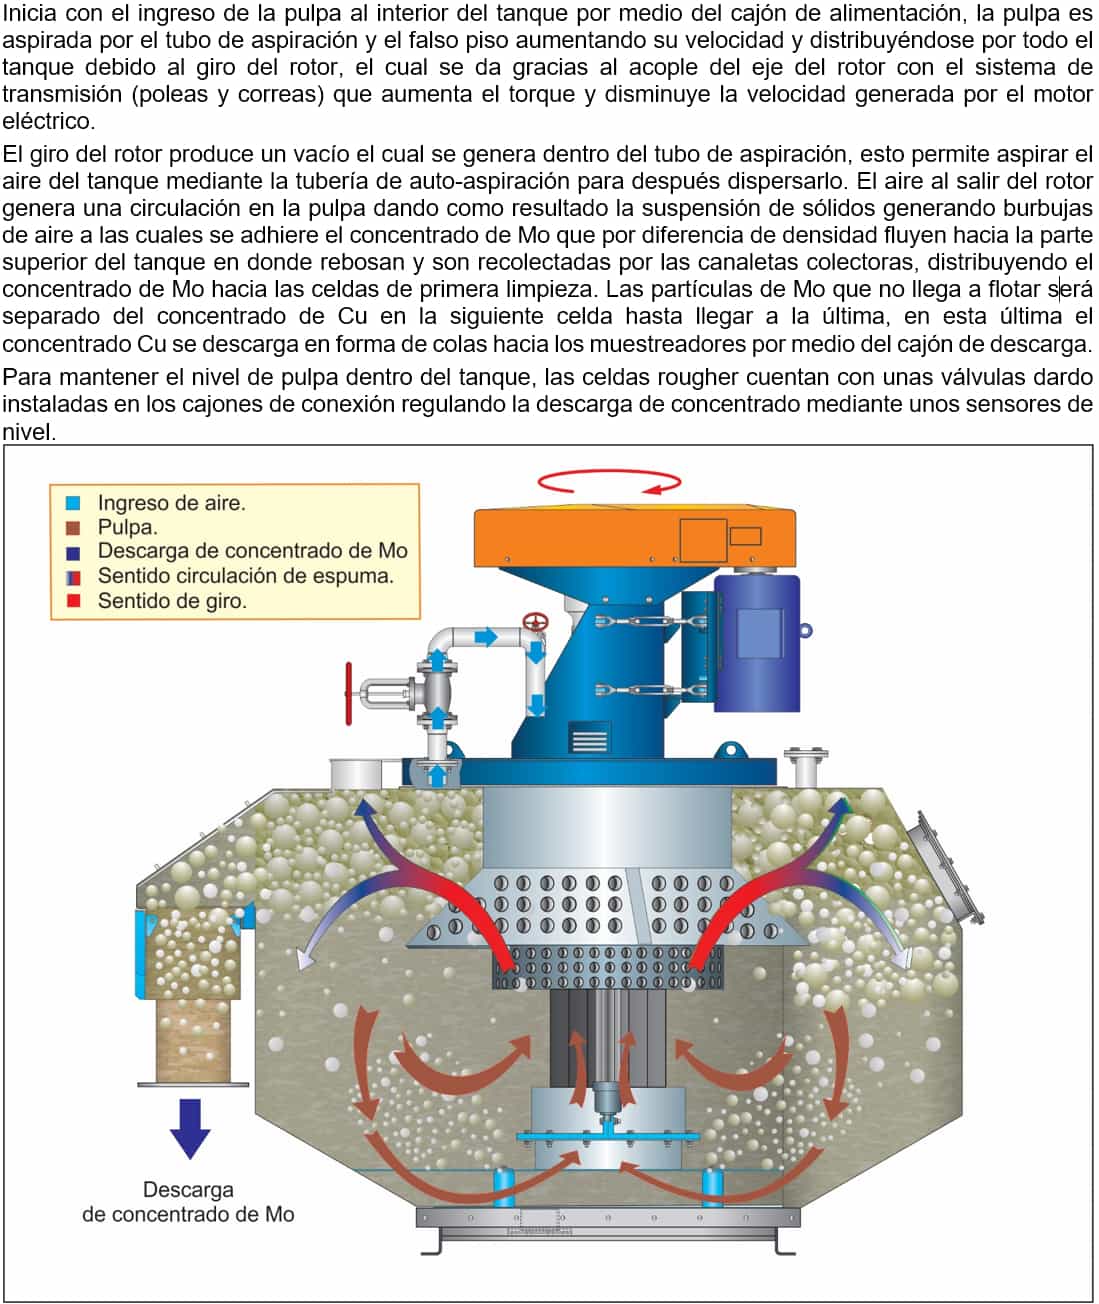 Inicia con el ingreso de la pulpa al interior del tanque por medio del cajón de alimentación, la pulpa es
aspirada por el tubo de aspiración y el falso piso aumentando su velocidad y distribuyéndose por todo el
tanque debido al giro del rotor, el cual se da gracias al acople del eje del rotor con el sistema de
transmisión (poleas y correas) que aumenta el torque y disminuye la velocidad generada por el motor
eléctrico.
El giro del rotor produce un vacío el cual se genera dentro del tubo de aspiración, esto permite aspirar el
aire del tanque mediante la tubería de auto-aspiración para después dispersarlo. El aire al salir del rotor
genera una circulación en la pulpa dando como resultado la suspensión de sólidos generando burbujas
de aire a las cuales se adhiere el concentrado de Mo que por diferencia de densidad fluyen hacia la parte
superior del tanque en donde rebosan y son recolectadas por las canaletas colectoras, distribuyendo el
concentrado de Mo hacia las celdas de primera limpieza. Las partículas de Mo que no llega a flotar será
separado del concentrado de Cu en la siguiente celda hasta llegar a la última, en esta última el
concentrado Cu se descarga en forma de colas hacia los muestreadores por medio del cajón de descarga.
Para mantener el nivel de pulpa dentro del tanque, las celdas rougher cuentan con unas válvulas dardo
instaladas en los cajones de conexión regulando la descarga de concentrado mediante unos sensores de
nivel.
Ingreso de aire.
Pulpa.
Descarga de concentrado de Mo
Sentido circulación de espuma.
Sentido de giro.
Descarga
de concentrado de Mo